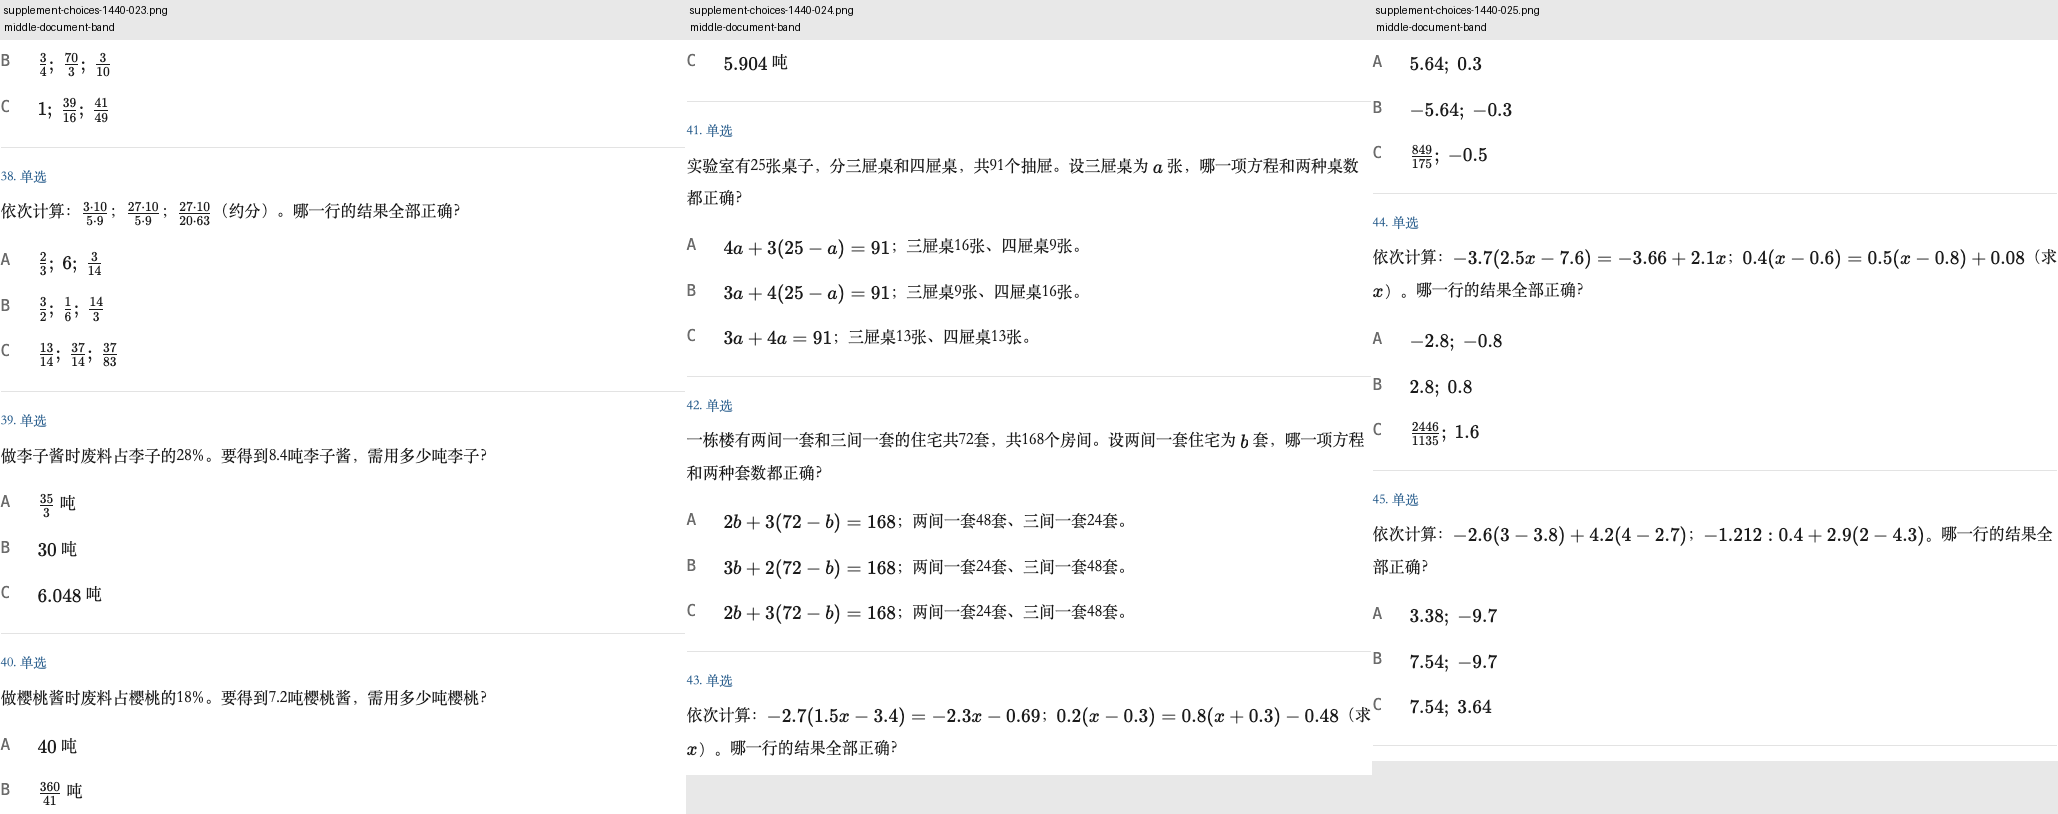 supplement-choices-1440-023.png
middle-document-band
B 3/4; 70/3; 3/10
C 1; 39/16; 41/49
38. 单选
依次计算：3·10/5·9；27·10/5·9；27·10/20·63（约分）。哪一行的结果全部正确?
A 2/3; 6; 3/14
B 3/2; 1/6; 14/3
C 13/14; 37/14; 37/83
39. 单选
做李子酱时废料占李子的28%。要得到8.4吨李子酱，需用多少吨李子?
A 35/3 吨
B 30 吨
C 6.048 吨
40. 单选
做樱桃酱时废料占樱桃的18%。要得到7.2吨樱桃酱，需用多少吨樱桃?
A 40 吨
B 360/41 吨
supplement-choices-1440-024.png
middle-document-band
C 5.904 吨
41. 单选
实验室有25张桌子，分三屉桌和四屉桌，共91个抽屉。设三屉桌为 a 张，哪一项方程和两种桌数
都正确?
A 4a + 3(25 − a) = 91；三屉桌16张、四屉桌9张。
B 3a + 4(25 − a) = 91；三屉桌9张、四屉桌16张。
C 3a + 4a = 91；三屉桌13张、四屉桌13张。
42. 单选
一栋楼有两间一套和三间一套的住宅共72套，共168个房间。设两间一套住宅为 b 套，哪一项方程
和两种套数都正确?
A 2b + 3(72 − b) = 168；两间一套48套、三间一套24套。
B 3b + 2(72 − b) = 168；两间一套24套、三间一套48套。
C 2b + 3(72 − b) = 168；两间一套24套、三间一套48套。
43. 单选
依次计算：−2.7(1.5x − 3.4) = −2.3x − 0.69；0.2(x − 0.3) = 0.8(x + 0.3) − 0.48（求
x）。哪一行的结果全部正确?
supplement-choices-1440-025.png
middle-document-band
A 5.64; 0.3
B −5.64; −0.3
C 849/175; −0.5
44. 单选
依次计算：−3.7(2.5x − 7.6) = −3.66 + 2.1x；0.4(x − 0.6) = 0.5(x − 0.8) + 0.08（求
x）。哪一行的结果全部正确?
A −2.8; −0.8
B 2.8; 0.8
C 2446/1135; 1.6
45. 单选
依次计算：−2.6(3 − 3.8) + 4.2(4 − 2.7)；−1.212 : 0.4 + 2.9(2 − 4.3)。哪一行的结果全
部正确?
A 3.38; −9.7
B 7.54; −9.7
C 7.54; 3.64